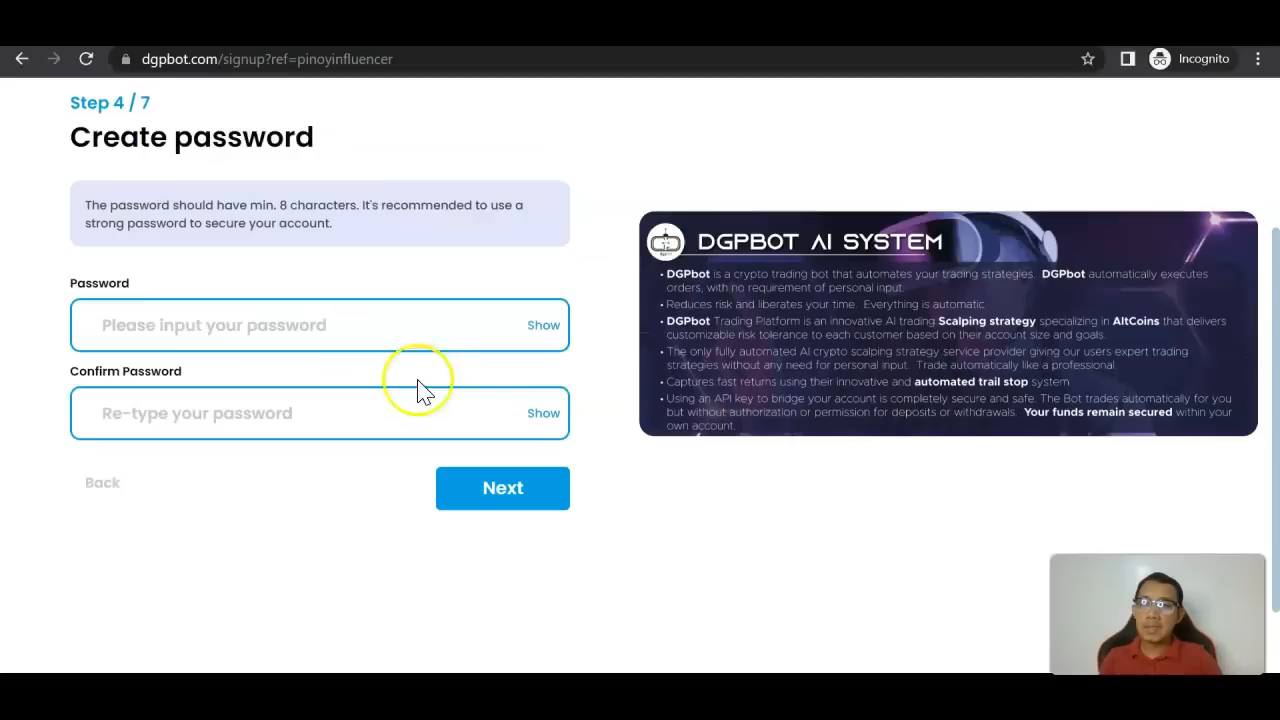 dgpbot.com/signup?ref=pinoyinfluencer
Incognito
Step 4 / 7
Create password
The password should have min. 8 characters. It's recommended to use a
strong password to secure your account.
Password
Please input your password
Show
Confirm Password
Re-type your password
Show
Back
Next
DGPBOT AI SYSTEM
• DGPbot is a crypto trading bot that automates your trading strategies. DGPbot automatically executes
orders, with no requirement of personal input.
• Reduces risk and liberates your time. Everything is automatic.
• DGPbot Trading Platform is an innovative AI trading Scalping strategy specializing in AltCoins that delivers
customizable risk tolerance to each customer based on their account size and goals.
• The only fully automated AI crypto scalping strategy service provider giving our users expert trading
strategies without any need for personal input. Trade automatically like a professional.
• Captures fast returns using their innovative and automated trail stop system
• Using an API key to bridge your account is completely secure and safe. The Bot trades automatically for you
but without authorization or permission for deposits or withdrawals. Your funds remain secured within your
own account.